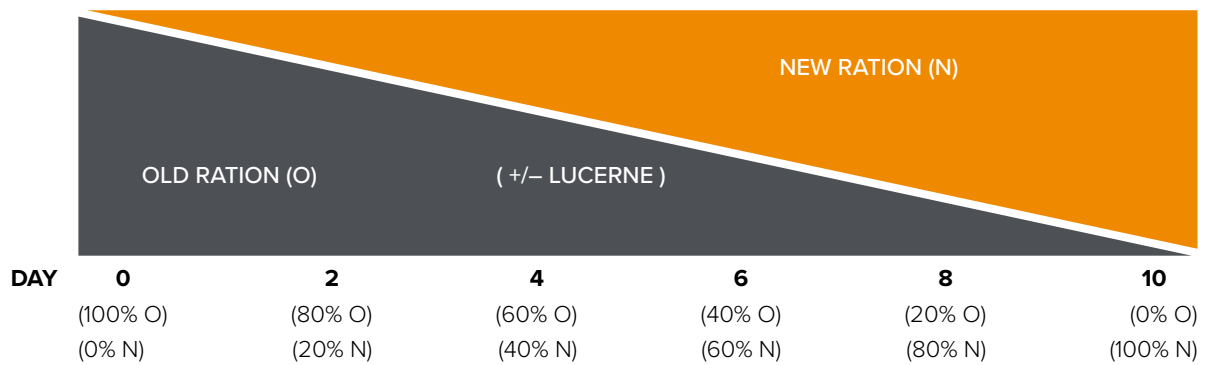 NEW RATION (N)
OLD RATION (O) ( +/– LUCERNE )
DAY 0 2 4 6 8 10
(100% O) (80% O) (60% O) (40% O) (20% O) (0% O)
(0% N) (20% N) (40% N) (60% N) (80% N) (100% N)